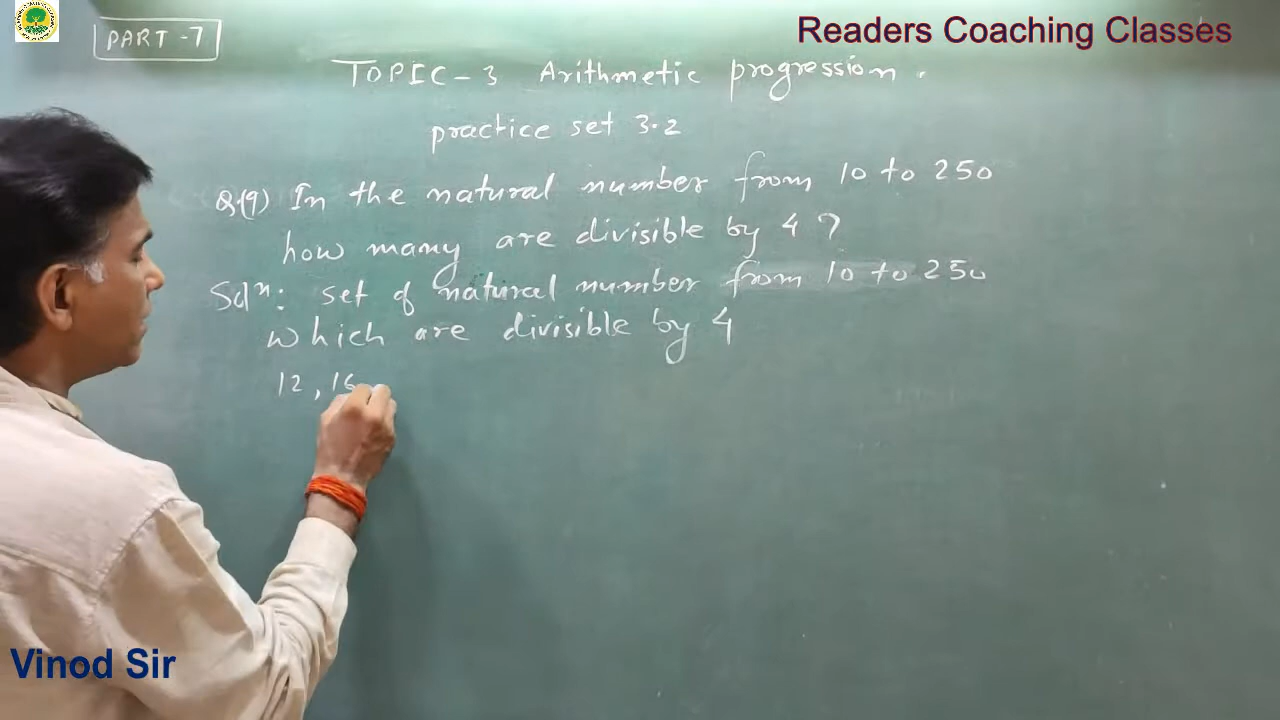 PART-7
Readers Coaching Classes
TOPIC-3 Arithmetic progression.
practice set 3.2
Q(9) In the natural number from 10 to 250
how many are divisible by 4 ?
Solⁿ: set of natural number from 10 to 250
which are divisible by 4
12, 16
Vinod Sir